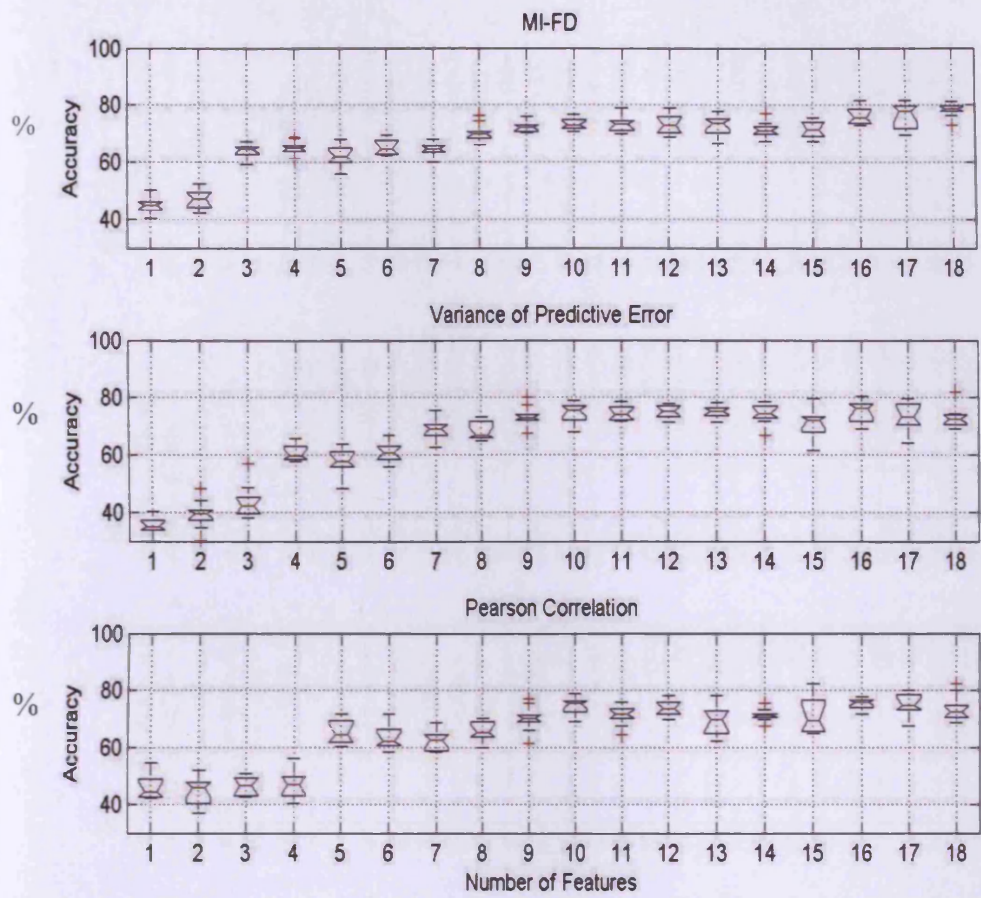 MI-FD
100
80
60
40
%
Accuracy
1 2 3 4 5 6 7 8 9 10 11 12 13 14 15 16 17 18
Variance of Predictive Error
100
80
60
40
%
Accuracy
1 2 3 4 5 6 7 8 9 10 11 12 13 14 15 16 17 18
Pearson Correlation
100
80
60
40
%
Accuracy
1 2 3 4 5 6 7 8 9 10 11 12 13 14 15 16 17 18
Number of Features